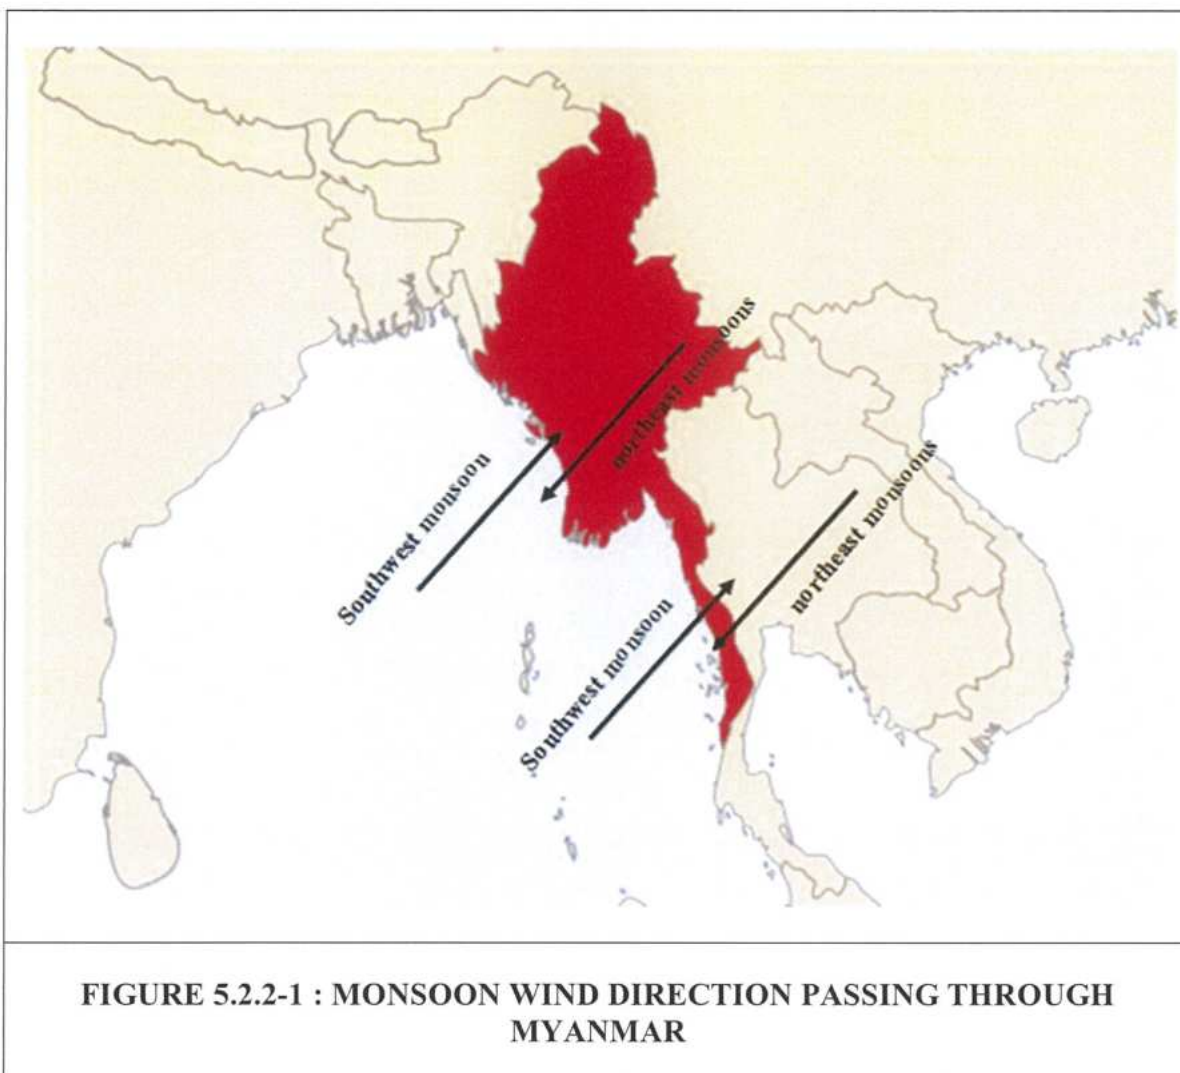 northeast monsoons
Southwest monsoon
northeast monsoons
Southwest monsoon
FIGURE 5.2.2-1 : MONSOON WIND DIRECTION PASSING THROUGH
MYANMAR